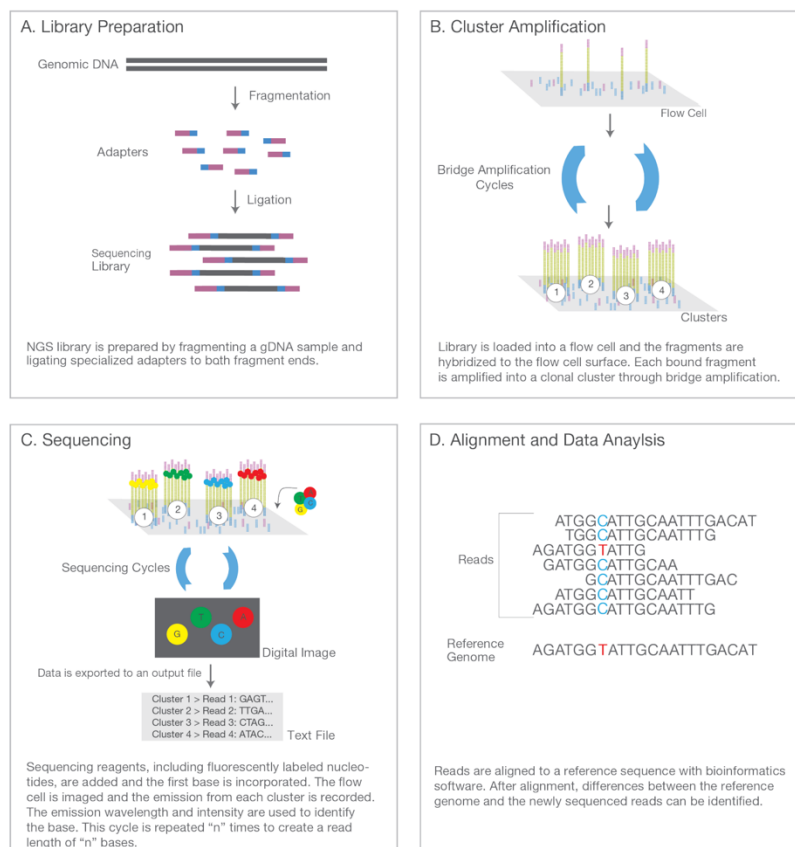 A. Library Preparation
Genomic DNA
Fragmentation
Adapters
Ligation
Sequencing
Library
NGS library is prepared by fragmenting a gDNA sample and
ligating specialized adapters to both fragment ends.
B. Cluster Amplification
Flow Cell
Bridge Amplification
Cycles
1
2
3
4
Clusters
Library is loaded into a flow cell and the fragments are
hybridized to the flow cell surface. Each bound fragment
is amplified into a clonal cluster through bridge amplification.
C. Sequencing
1
2
3
4
T
C
G
Sequencing Cycles
T
A
G
C
Digital Image
Data is exported to an output file
Cluster 1 > Read 1: GAGT...
Cluster 2 > Read 2: TTGA...
Cluster 3 > Read 3: CTAG...
Cluster 4 > Read 4: ATAC...
Text File
Sequencing reagents, including fluorescently labeled nucleo-
tides, are added and the first base is incorporated. The flow
cell is imaged and the emission from each cluster is recorded.
The emission wavelength and intensity are used to identify
the base. This cycle is repeated “n” times to create a read
length of “n” bases.
D. Alignment and Data Anaylsis
ATGGCATTGCAATTTGACAT
TGGCATTGCAATTTG
AGATGGTATTG
Reads
GATGGCATTGCAA
GCATTGCAATTTGAC
ATGGCATTGCAATT
AGATGGCATTGCAATTTG
Reference
Genome
AGATGGTATTGCAATTTGACAT
Reads are aligned to a reference sequence with bioinformatics
software. After alignment, differences between the reference
genome and the newly sequenced reads can be identified.